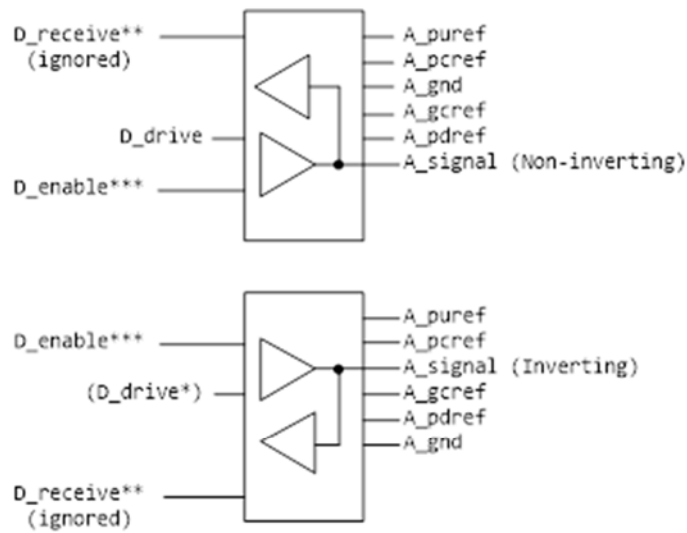 D_receive** A_puref
(ignored) A_pcref
A_gnd
A_gcref
D_drive A_pdref
A_signal (Non-inverting)
D_enable***
A_puref
D_enable*** A_pcref
A_signal (Inverting)
(D_drive*) A_gcref
A_pdref
A_gnd
D_receive**
(ignored)